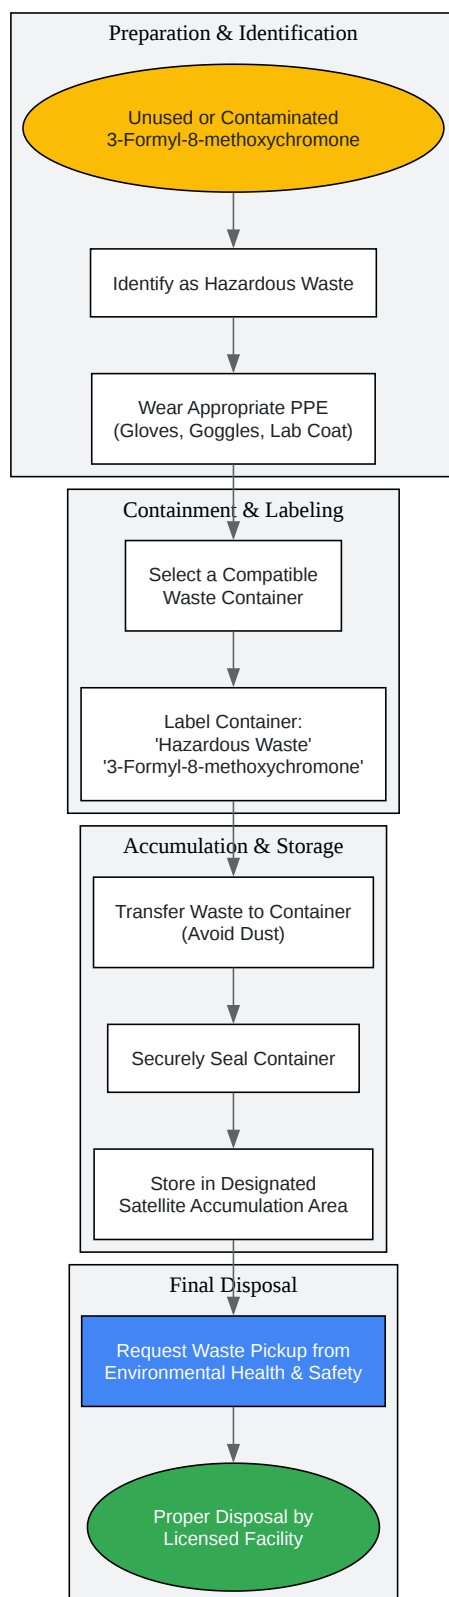 Preparation & Identification
Unused or Contaminated
3-Formyl-8-methoxychromone
Identify as Hazardous Waste
Wear Appropriate PPE
(Gloves, Goggles, Lab Coat)
Containment & Labeling
Select a Compatible
Waste Container
Label Container:
'Hazardous Waste'
'3-Formyl-8-methoxychromone'
Accumulation & Storage
Transfer Waste to Container
(Avoid Dust)
Securely Seal Container
Store in Designated
Satellite Accumulation Area
Final Disposal
Request Waste Pickup from
Environmental Health & Safety
Proper Disposal by
Licensed Facility